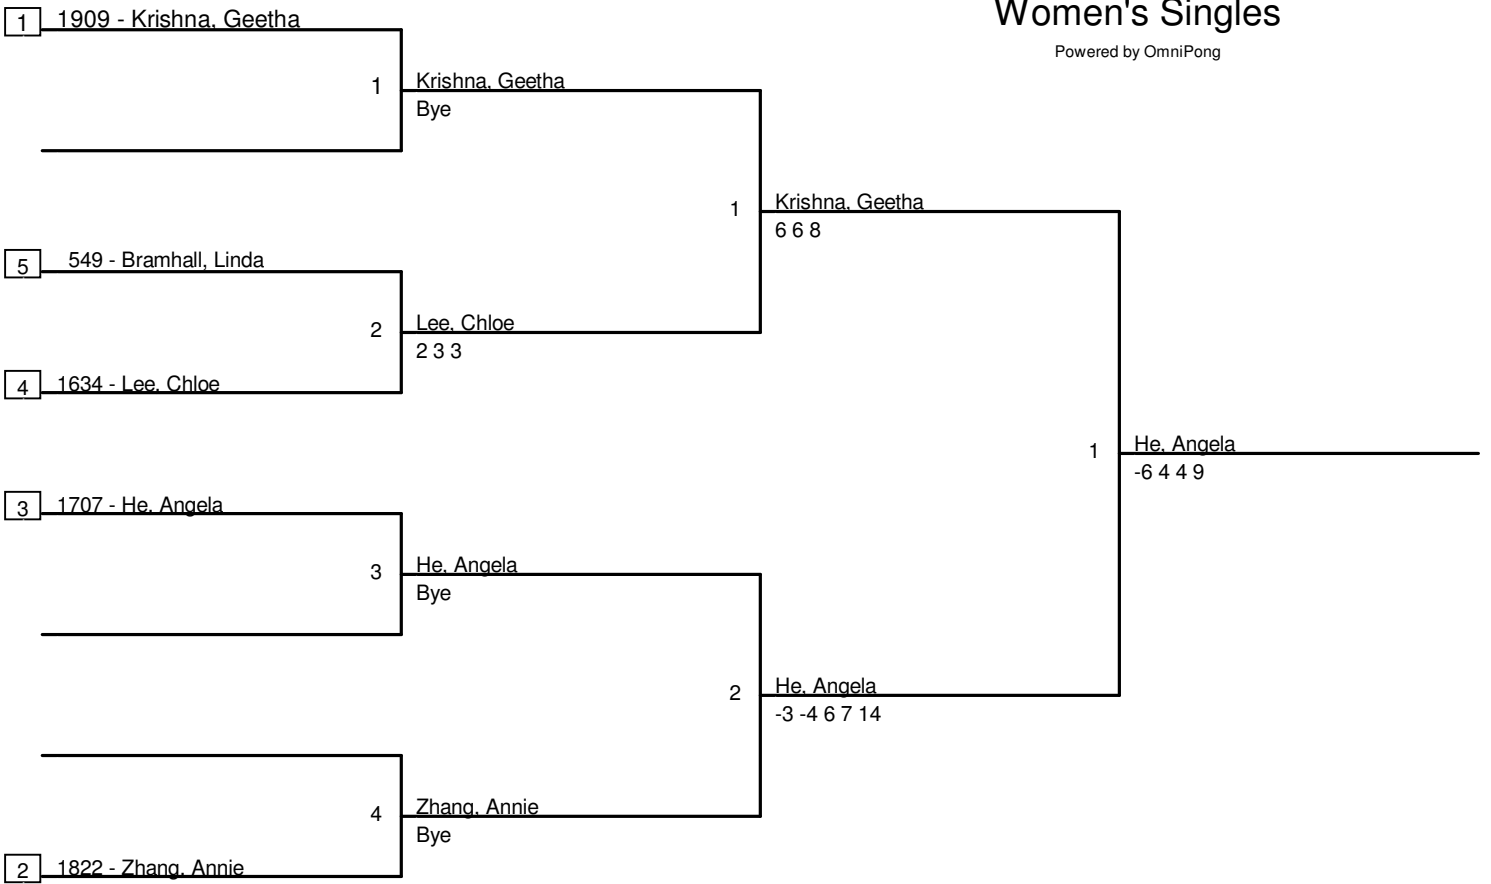 Women's Singles
Powered by OmniPong
1 1909 - Krishna, Geetha
1 Krishna, Geetha
Bye
1 Krishna, Geetha
6 6 8
5 549 - Bramhall, Linda
2 Lee, Chloe
2 3 3
4 1634 - Lee, Chloe
1 He, Angela
-6 4 4 9
3 1707 - He, Angela
3 He, Angela
Bye
2 He, Angela
-3 -4 6 7 14
4 Zhang, Annie
Bye
2 1822 - Zhang, Annie